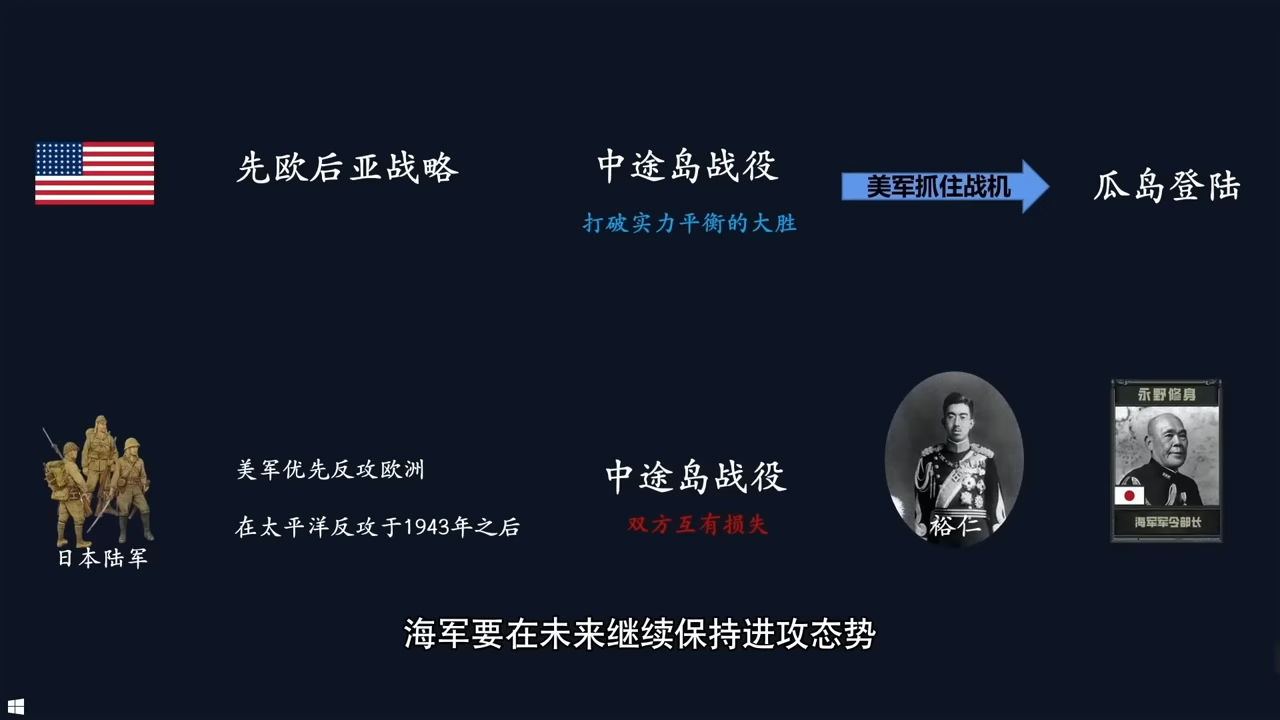 先欧后亚战略
中途岛战役
打破实力平衡的大胜
美军抓住战机
瓜岛登陆
日本陆军
美军优先反攻欧洲
在太平洋反攻于1943年之后
中途岛战役
双方互有损失
裕仁
永野修身
海军军令部长
海军要在未来继续保持进攻态势